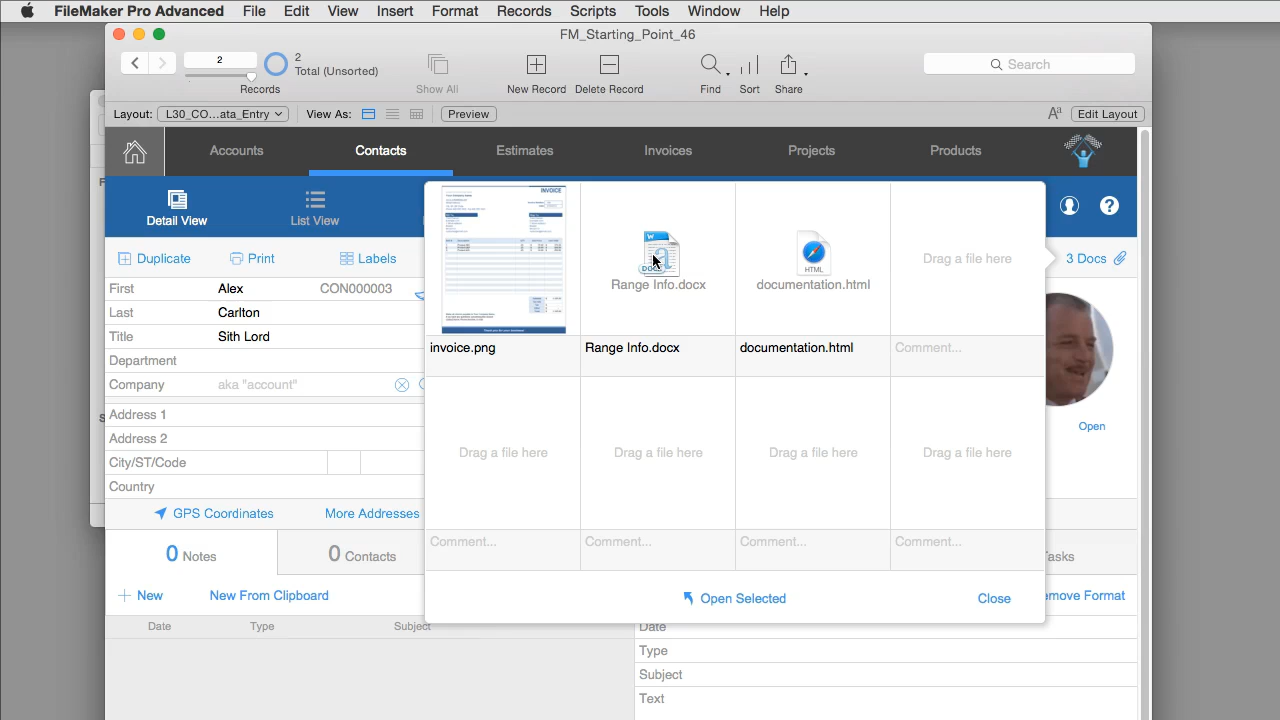 FileMaker Pro Advanced File Edit View Insert Format Records Scripts Tools Window Help
FM_Starting_Point_46
2
2
Total (Unsorted)
Search
Records
Show All
New Record
Delete Record
Find
Sort
Share
Layout: L30_CO...ata_Entry
View As:
Preview
Aa
Edit Layout
Accounts
Contacts
Estimates
Invoices
Projects
Products
Detail View
List View
Duplicate
Print
Labels
3 Docs
First Alex CON000003
Last Carlton
Title Sith Lord
Department
Company aka "account"
Address 1
Address 2
City/ST/Code
Country
GPS Coordinates
More Addresses
0 Notes
0 Contacts
+ New
New From Clipboard
Date Type Subject
INVOICE
DOCX
Range Info.docx
HTML
documentation.html
Drag a file here
invoice.png
Range Info.docx
documentation.html
Comment...
Drag a file here
Drag a file here
Drag a file here
Drag a file here
Comment...
Comment...
Comment...
Comment...
Open Selected
Close
Open
asks
emove Format
Date
Type
Subject
Text